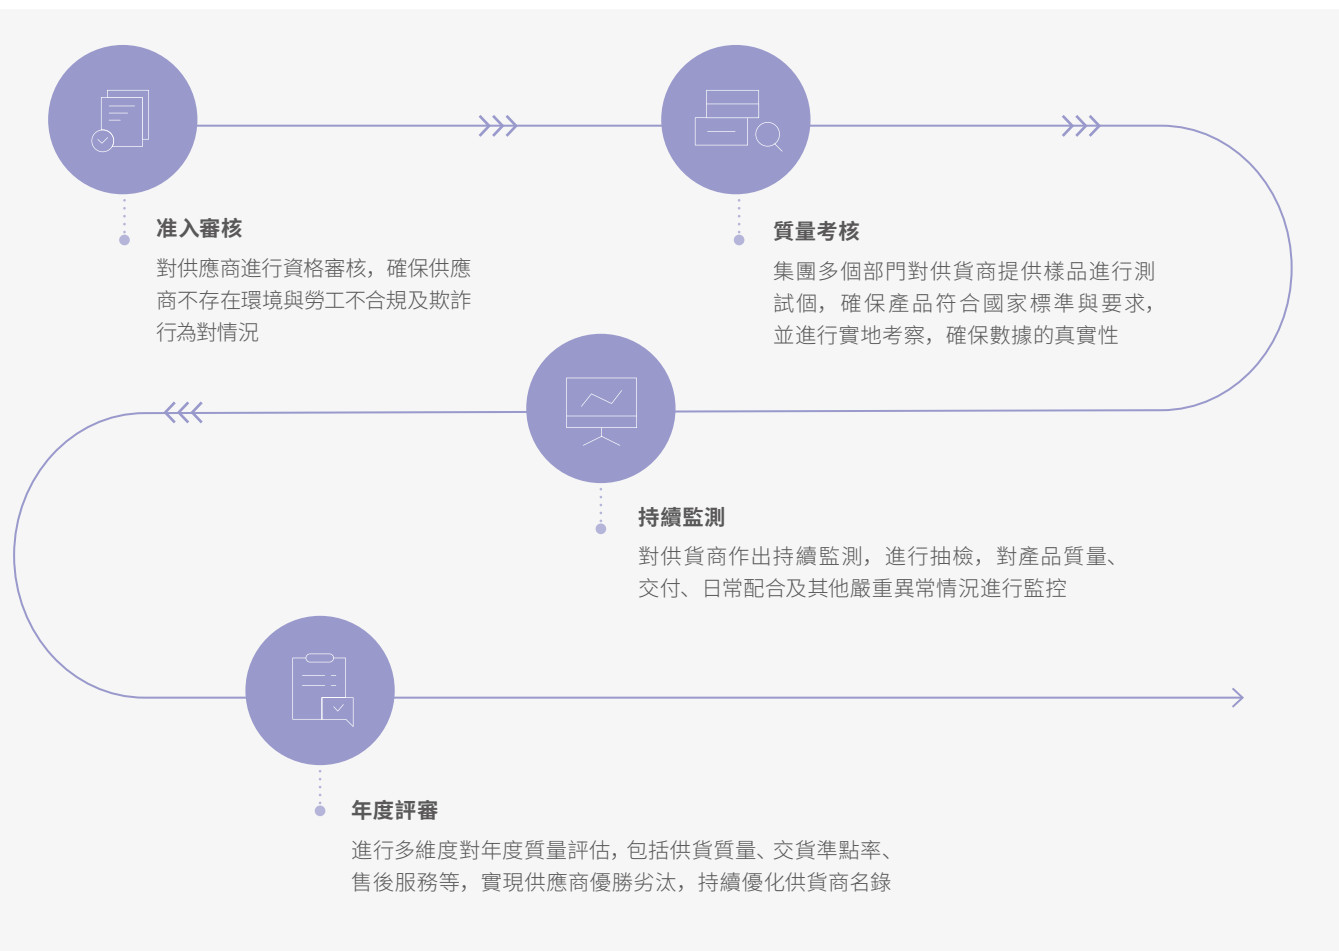 准入審核
對供應商進行資格審核，確保供應
商不存在環境與勞工不合規及欺詐
行為對情況
質量考核
集團多個部門對供貨商提供樣品進行測
試個，確保產品符合國家標準與要求，
並進行實地考察，確保數據的真實性
持續監測
對供貨商作出持續監測，進行抽檢，對產品質量、
交付、日常配合及其他嚴重異常情況進行監控
年度評審
進行多維度對年度質量評估，包括供貨質量、交貨準點率、
售後服務等，實現供應商優勝劣汰，持續優化供貨商名錄